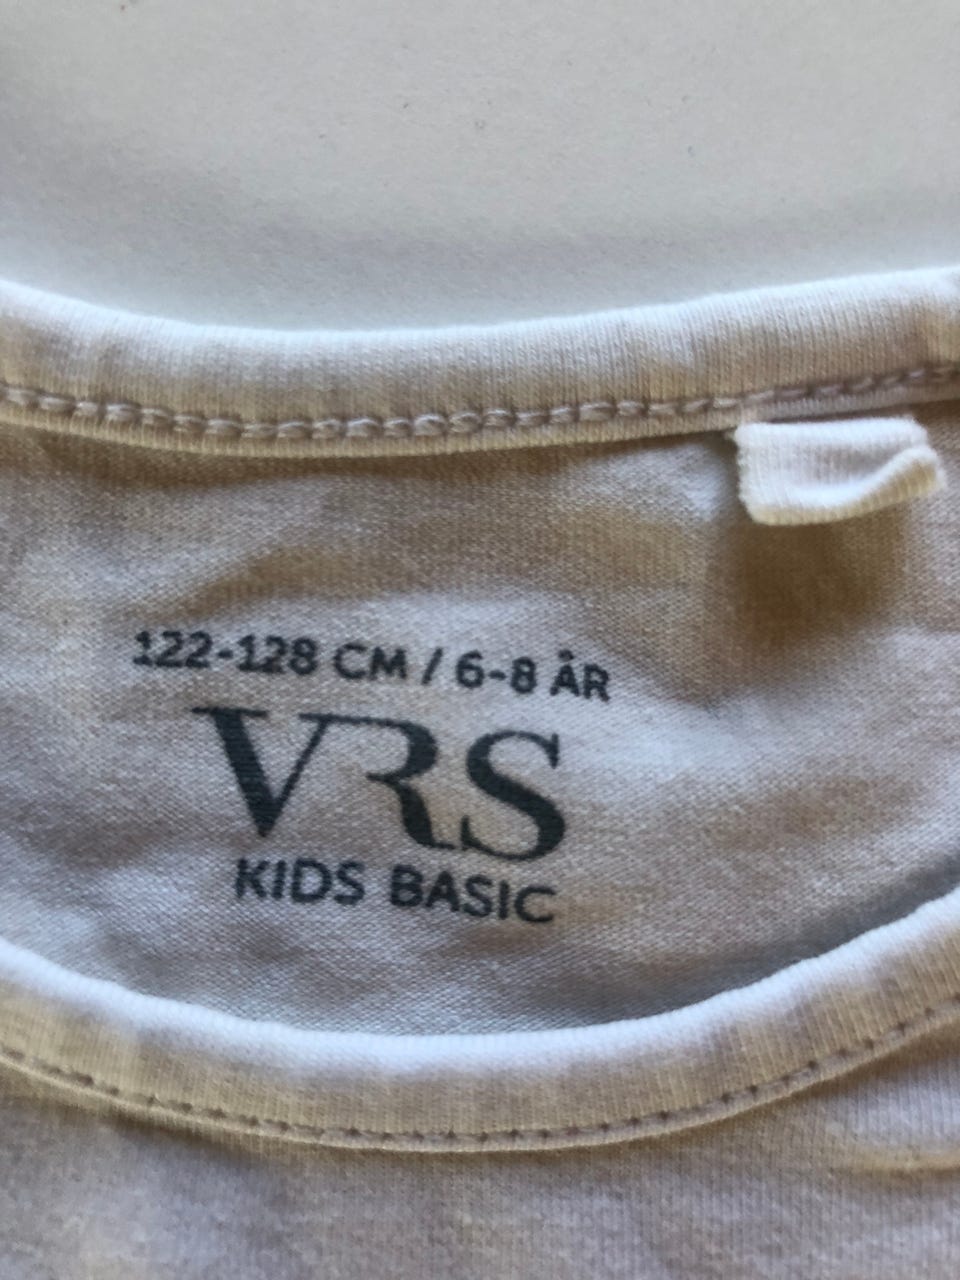 122-128 CM / 6-8 ÅR
VRS
KIDS BASIC